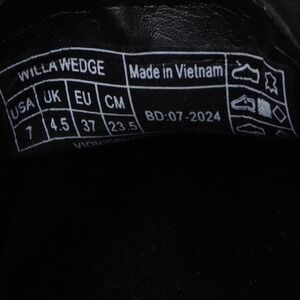 WILLA WEDGE
Made in Vietnam
USA UK EU CM
7 4.5 37 23.5
BD:07-2024